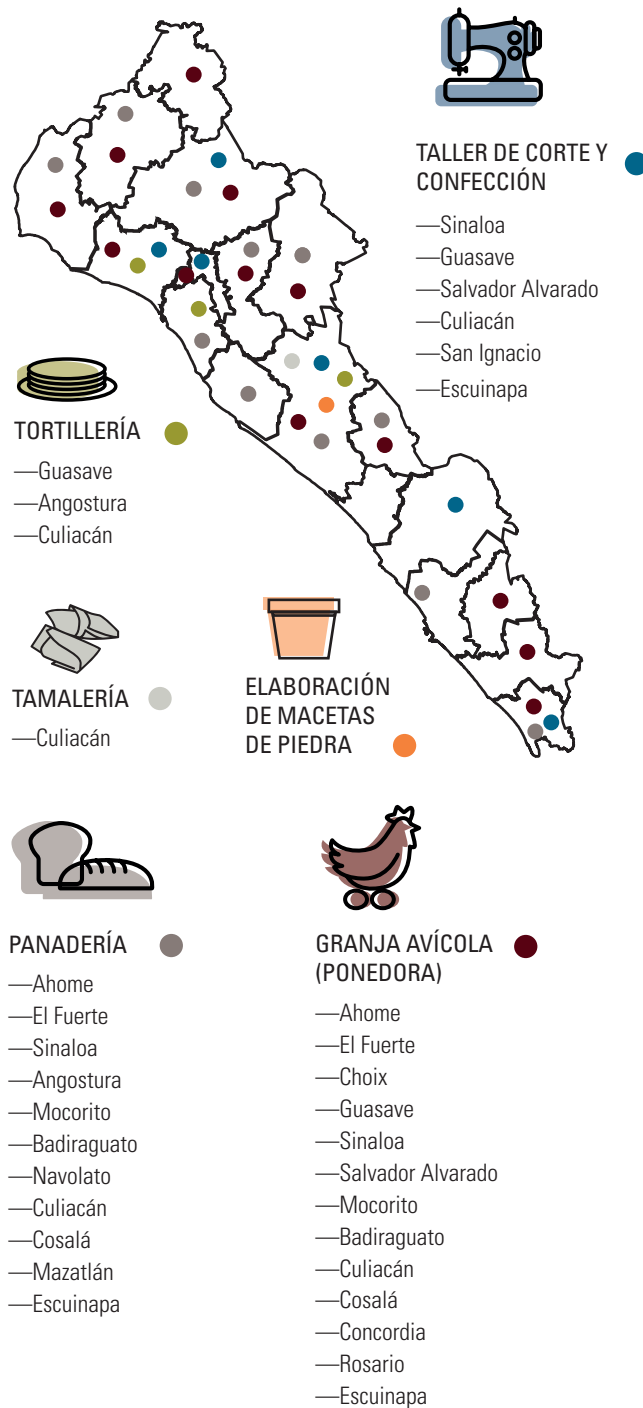 TALLER DE CORTE Y
CONFECCIÓN
—Sinaloa
—Guasave
—Salvador Alvarado
—Culiacán
—San Ignacio
—Escuinapa
TORTILLERÍA
—Guasave
—Angostura
—Culiacán
TAMALERÍA
—Culiacán
ELABORACIÓN
DE MACETAS
DE PIEDRA
PANADERÍA
—Ahome
—El Fuerte
—Sinaloa
—Angostura
—Mocorito
—Badiraguato
—Navolato
—Culiacán
—Cosalá
—Mazatlán
—Escuinapa
GRANJA AVÍCOLA
(PONEDORA)
—Ahome
—El Fuerte
—Choix
—Guasave
—Sinaloa
—Salvador Alvarado
—Mocorito
—Badiraguato
—Culiacán
—Cosalá
—Concordia
—Rosario
—Escuinapa